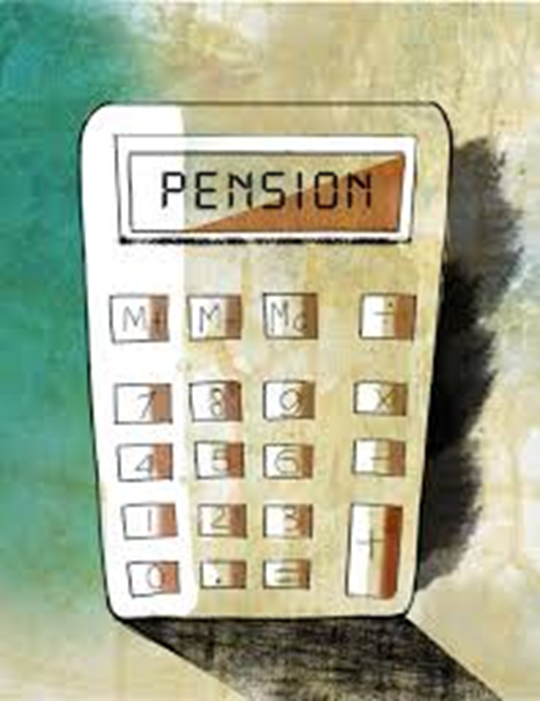 PENSION
M+ M- Mc ÷
7 8 9 X
4 5 6 -
1 2 3 +
0 . =